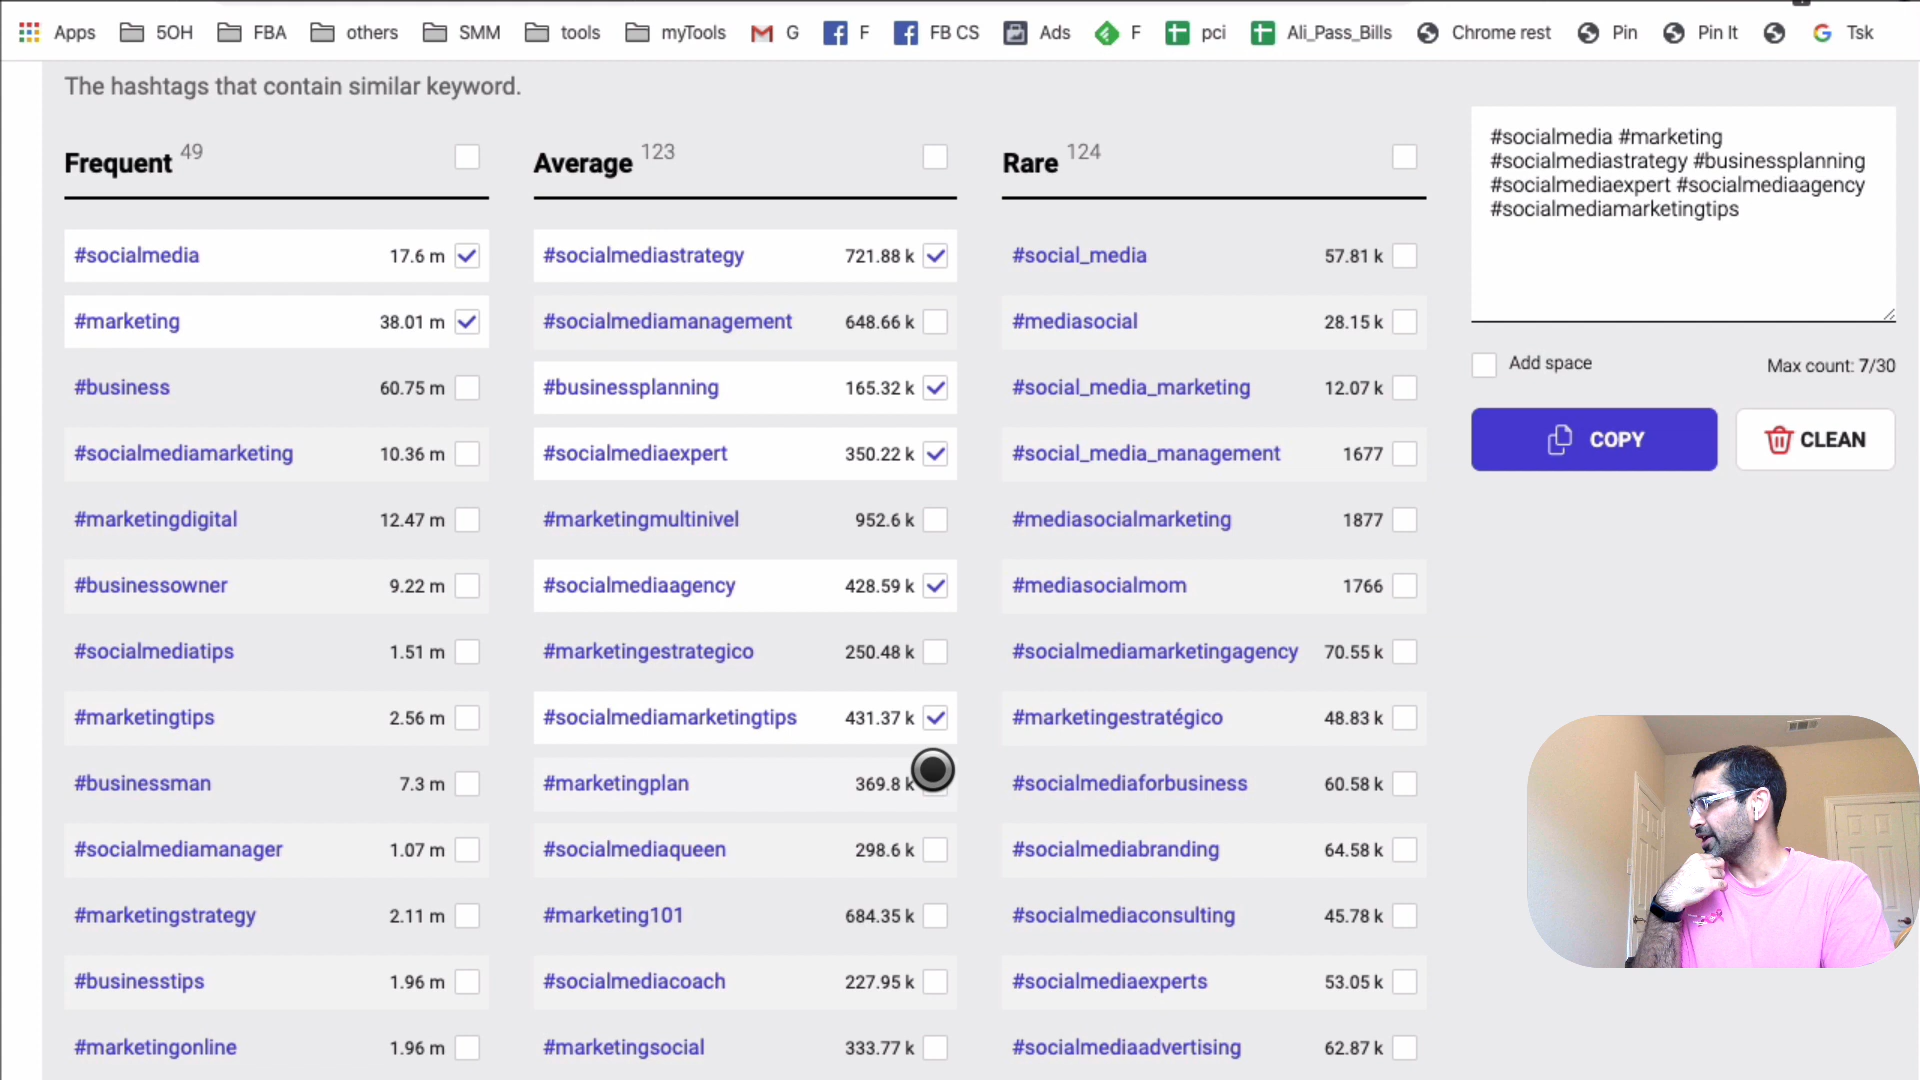 Apps 5OH FBA others SMM tools myTools G F FB CS Ads F pci Ali_Pass_Bills Chrome rest Pin Pin It Tsk
The hashtags that contain similar keyword.
Frequent 49
#socialmedia 17.6 m
#marketing 38.01 m
#business 60.75 m
#socialmediamarketing 10.36 m
#marketingdigital 12.47 m
#businessowner 9.22 m
#socialmediatips 1.51 m
#marketingtips 2.56 m
#businessman 7.3 m
#socialmediamanager 1.07 m
#marketingstrategy 2.11 m
#businesstips 1.96 m
#marketingonline 1.96 m
Average 123
#socialmediastrategy 721.88 k
#socialmediamanagement 648.66 k
#businessplanning 165.32 k
#socialmediaexpert 350.22 k
#marketingmultinivel 952.6 k
#socialmediaagency 428.59 k
#marketingestrategico 250.48 k
#socialmediamarketingtips 431.37 k
#marketingplan 369.8 k
#socialmediaqueen 298.6 k
#marketing101 684.35 k
#socialmediacoach 227.95 k
#marketingsocial 333.77 k
Rare 124
#social_media 57.81 k
#mediasocial 28.15 k
#social_media_marketing 12.07 k
#social_media_management 1677
#mediasocialmarketing 1877
#mediasocialmom 1766
#socialmediamarketingagency 70.55 k
#marketingestratégico 48.83 k
#socialmediaforbusiness 60.58 k
#socialmediabranding 64.58 k
#socialmediaconsulting 45.78 k
#socialmediaexperts 53.05 k
#socialmediaadvertising 62.87 k
#socialmedia #marketing
#socialmediastrategy #businessplanning
#socialmediaexpert #socialmediaagency
#socialmediamarketingtips
Add space Max count: 7/30
COPY CLEAN